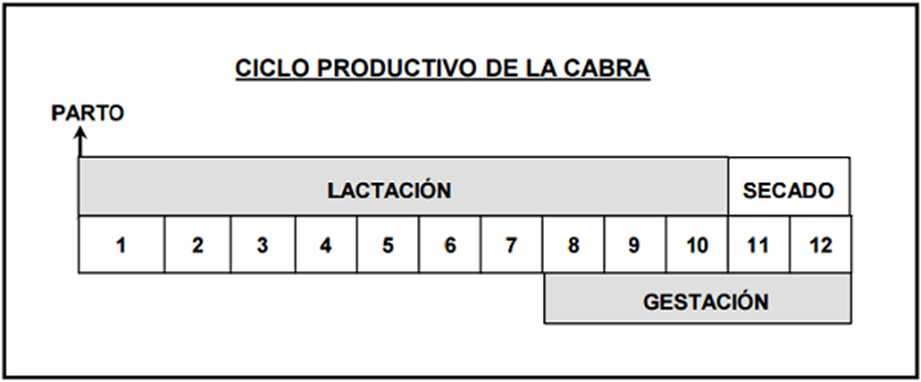 CICLO PRODUCTIVO DE LA CABRA
PARTO
LACTACIÓN SECADO
1 2 3 4 5 6 7 8 9 10 11 12
GESTACIÓN